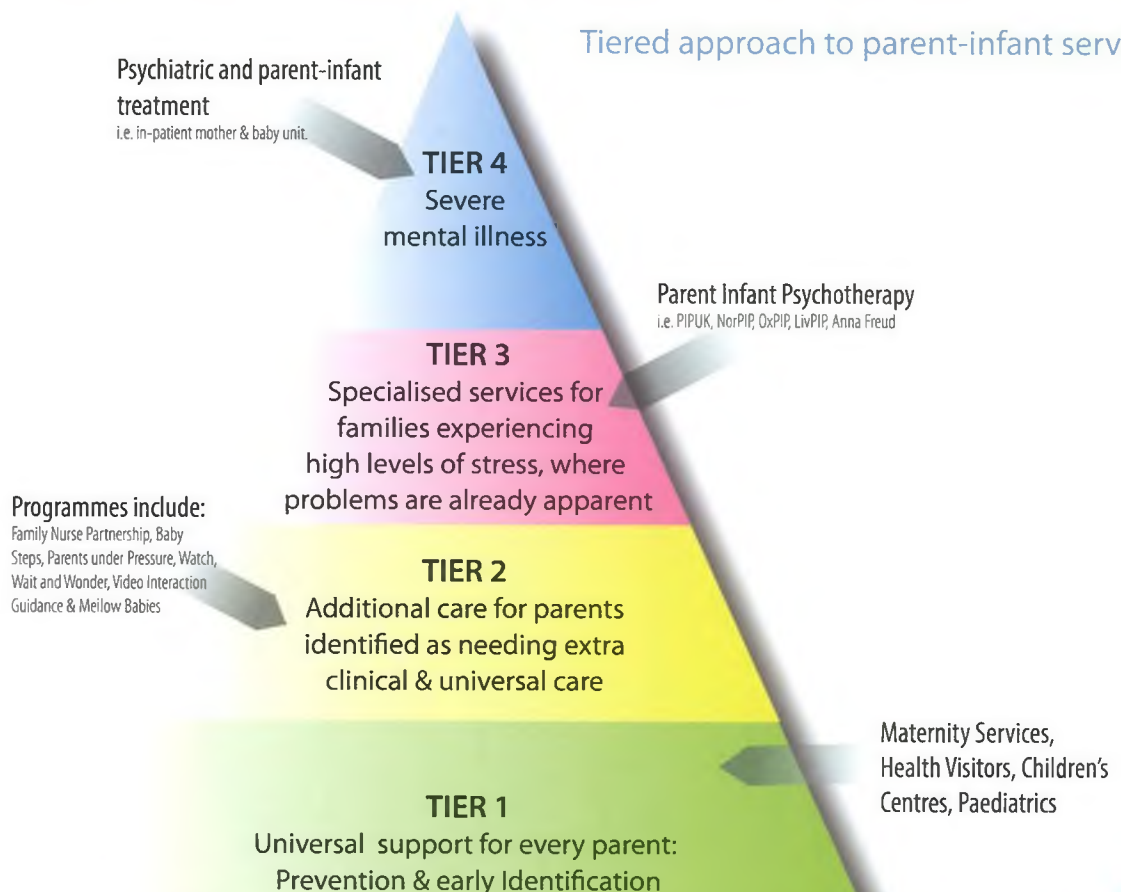 Tiered approach to parent-infant serv
Psychiatric and parent-infant
treatment
i.e. in-patient mother & baby unit.
TIER 4
Severe
mental illness
Parent Infant Psychotherapy
i.e. PIPUK, NorPIP, OxPIP, LivPIP, Anna Freud
TIER 3
Specialised services for
families experiencing
high levels of stress, where
problems are already apparent
Programmes include:
Family Nurse Partnership, Baby
Steps, Parents under Pressure, Watch,
Wait and Wonder, Video Interaction
Guidance & Mellow Babies
TIER 2
Additional care for parents
identified as needing extra
clinical & universal care
Maternity Services,
Health Visitors, Children's
Centres, Paediatrics
TIER 1
Universal support for every parent:
Prevention & early Identification